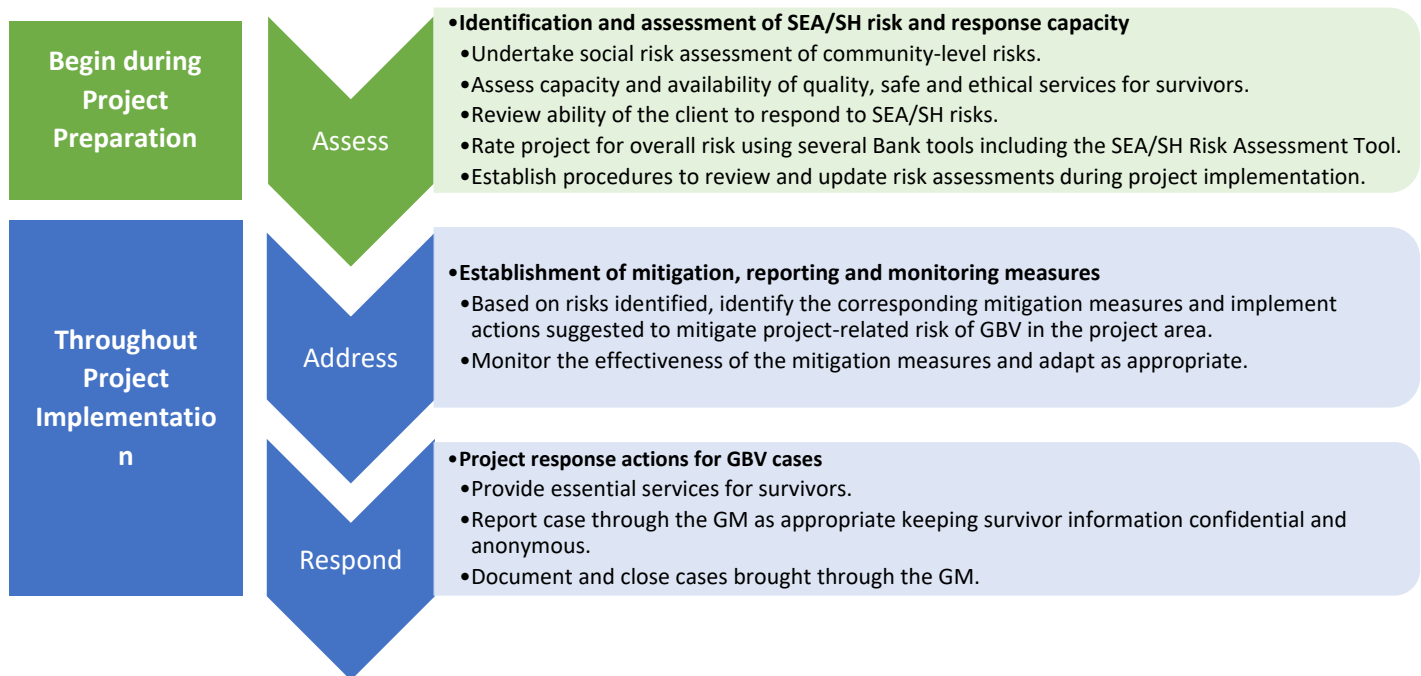 Begin during
Project
Preparation
Assess
•Identification and assessment of SEA/SH risk and response capacity
•Undertake social risk assessment of community-level risks.
•Assess capacity and availability of quality, safe and ethical services for survivors.
•Review ability of the client to respond to SEA/SH risks.
•Rate project for overall risk using several Bank tools including the SEA/SH Risk Assessment Tool.
•Establish procedures to review and update risk assessments during project implementation.
Throughout
Project
Implementatio
n
Address
•Establishment of mitigation, reporting and monitoring measures
•Based on risks identified, identify the corresponding mitigation measures and implement
actions suggested to mitigate project-related risk of GBV in the project area.
•Monitor the effectiveness of the mitigation measures and adapt as appropriate.
Respond
•Project response actions for GBV cases
•Provide essential services for survivors.
•Report case through the GM as appropriate keeping survivor information confidential and
anonymous.
•Document and close cases brought through the GM.